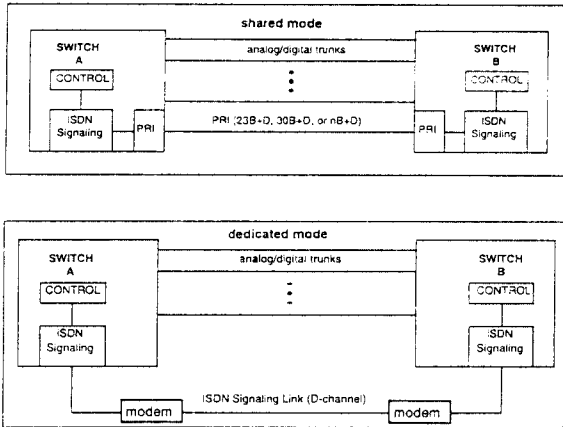 shared mode
SWITCH
A
analog/digital trunks
SWITCH
B
CONTROL
CONTROL
ISDN
Signaling
PRI
PRI (23B+D, 30B+D, or nB+D)
PRI
ISDN
Signaling
dedicated mode
SWITCH
A
analog/digital trunks
SWITCH
B
CONTROL
CONTROL
ISDN
Signaling
ISDN
Signaling
ISDN Signaling Link (D-channel)
modem
modem